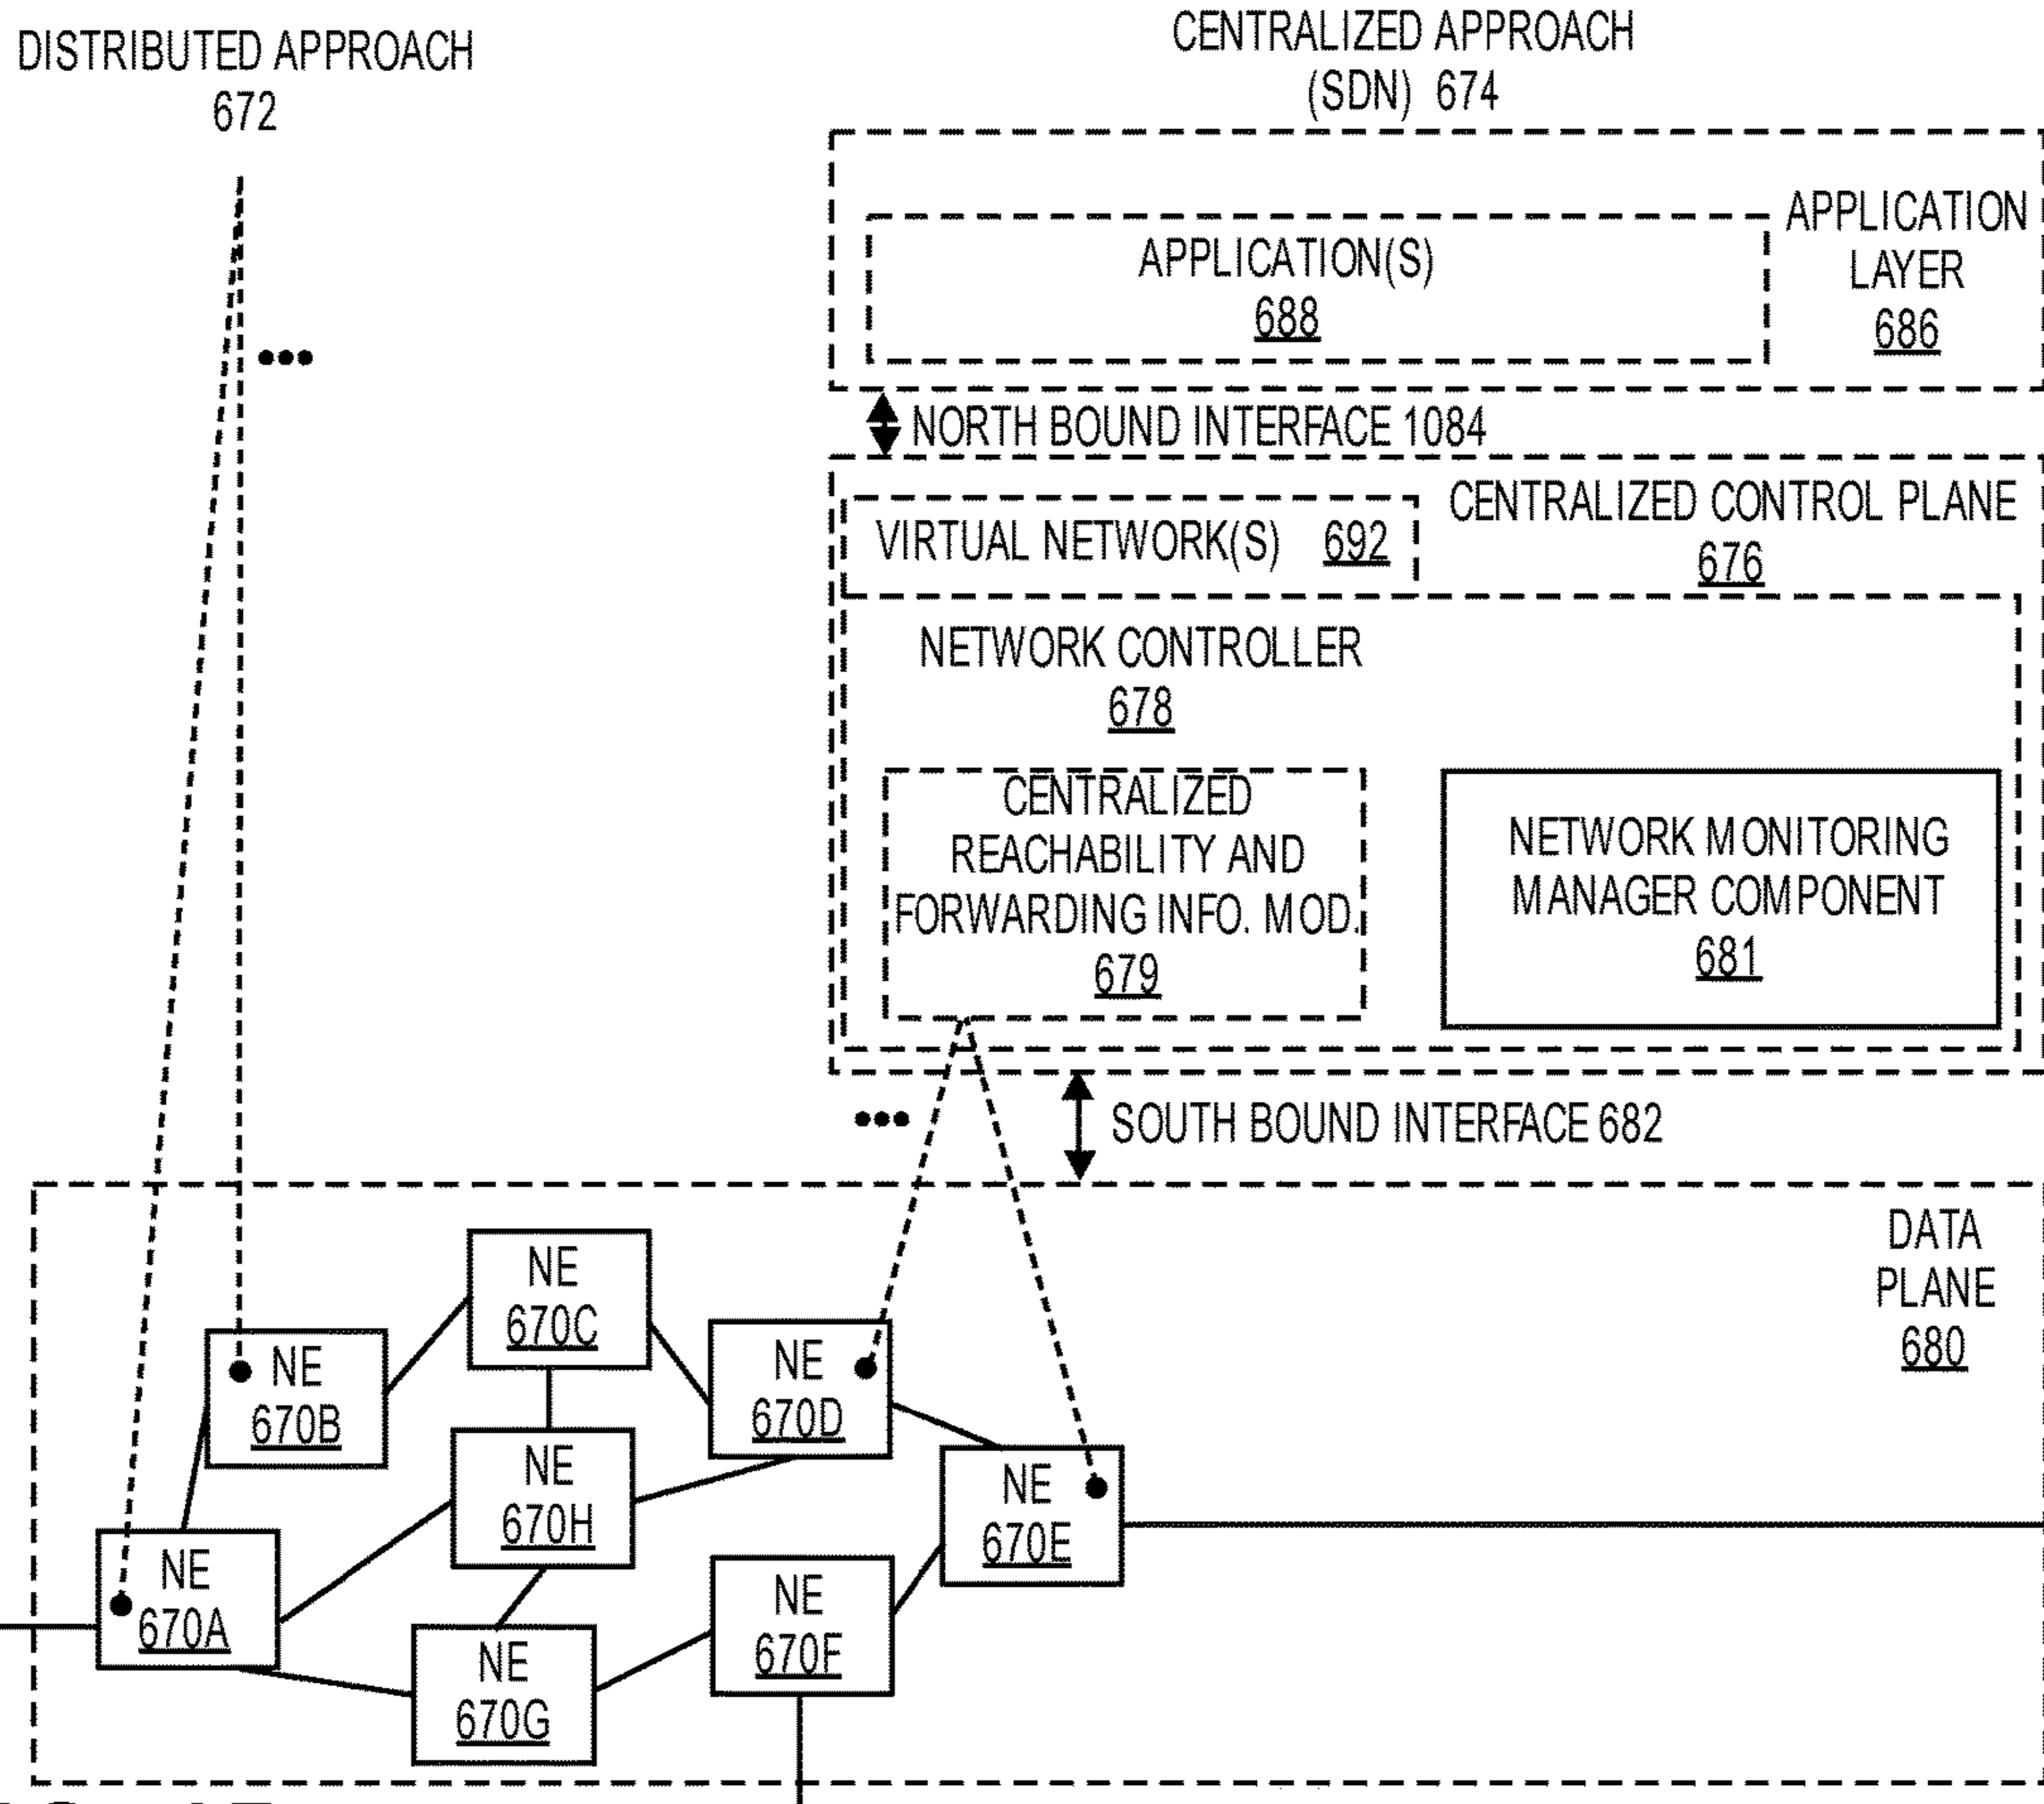 DISTRIBUTED APPROACH
672
CENTRALIZED APPROACH
(SDN) 674
APPLICATION(S)
688
APPLICATION
LAYER
686
NORTH BOUND INTERFACE 1084
VIRTUAL NETWORK(S) 692
CENTRALIZED CONTROL PLANE
676
NETWORK CONTROLLER
678
CENTRALIZED
REACHABILITY AND
FORWARDING INFO. MOD.
679
NETWORK MONITORING
MANAGER COMPONENT
681
SOUTH BOUND INTERFACE 682
DATA
PLANE
680
NE
670C
NE
670B
NE
670D
NE
670H
NE
670E
NE
670A
NE
670F
NE
670G